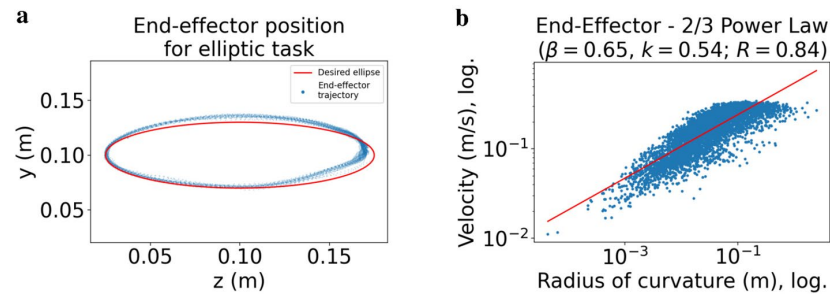 a
End-effector position
for elliptic task
Desired ellipse
End-effector
trajectory
0.15
0.10
0.05
y (m)
0.05
0.10
0.15
z (m)
b
End-Effector - 2/3 Power Law
(β = 0.65, k = 0.54; R = 0.84)
Velocity (m/s), log.
10⁻¹
10⁻²
10⁻³
10⁻¹
Radius of curvature (m), log.